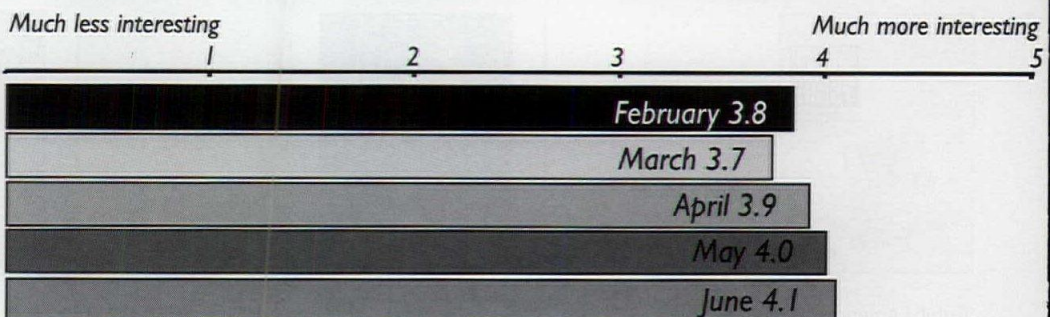 Much less interesting Much more interesting
1 2 3 4 5
February 3.8
March 3.7
April 3.9
May 4.0
June 4.1